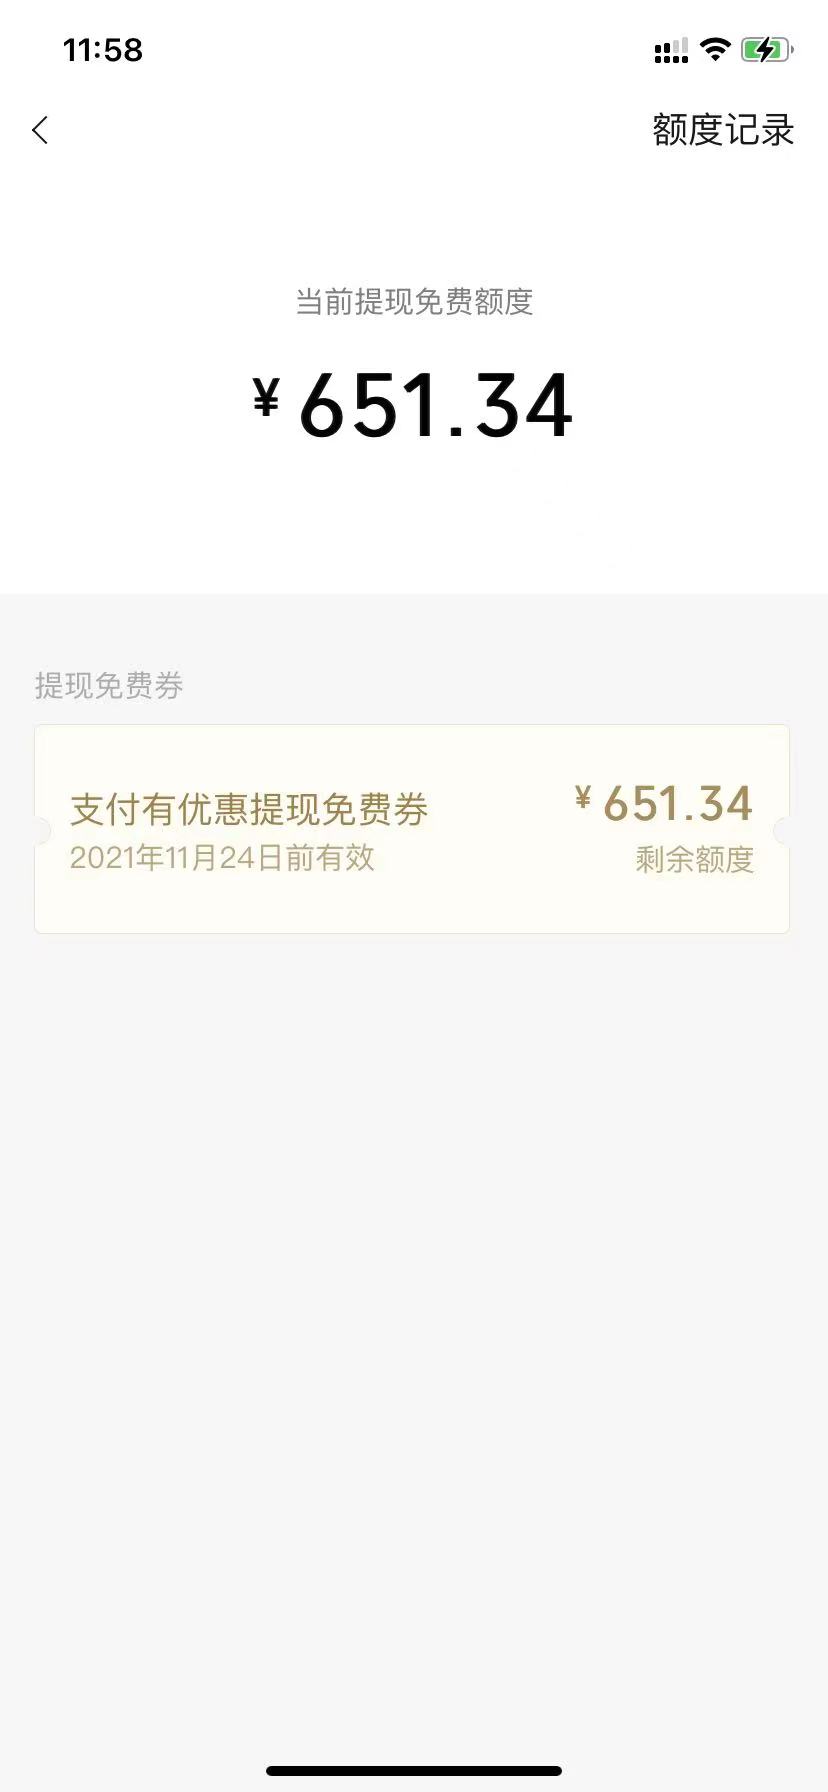 11:58
额度记录
当前提现免费额度
¥651.34
提现免费券
支付有优惠提现免费券
¥651.34
2021年11月24日前有效
剩余额度